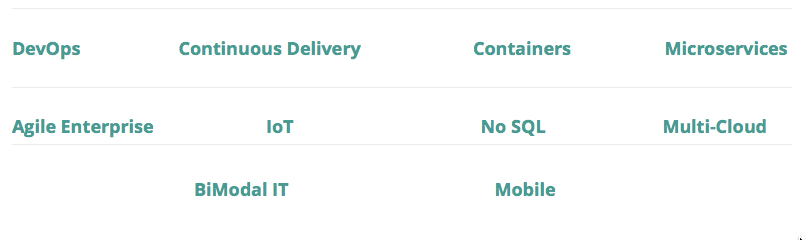 DevOps Continuous Delivery Containers Microservices
Agile Enterprise IoT No SQL Multi-Cloud
BiModal IT Mobile